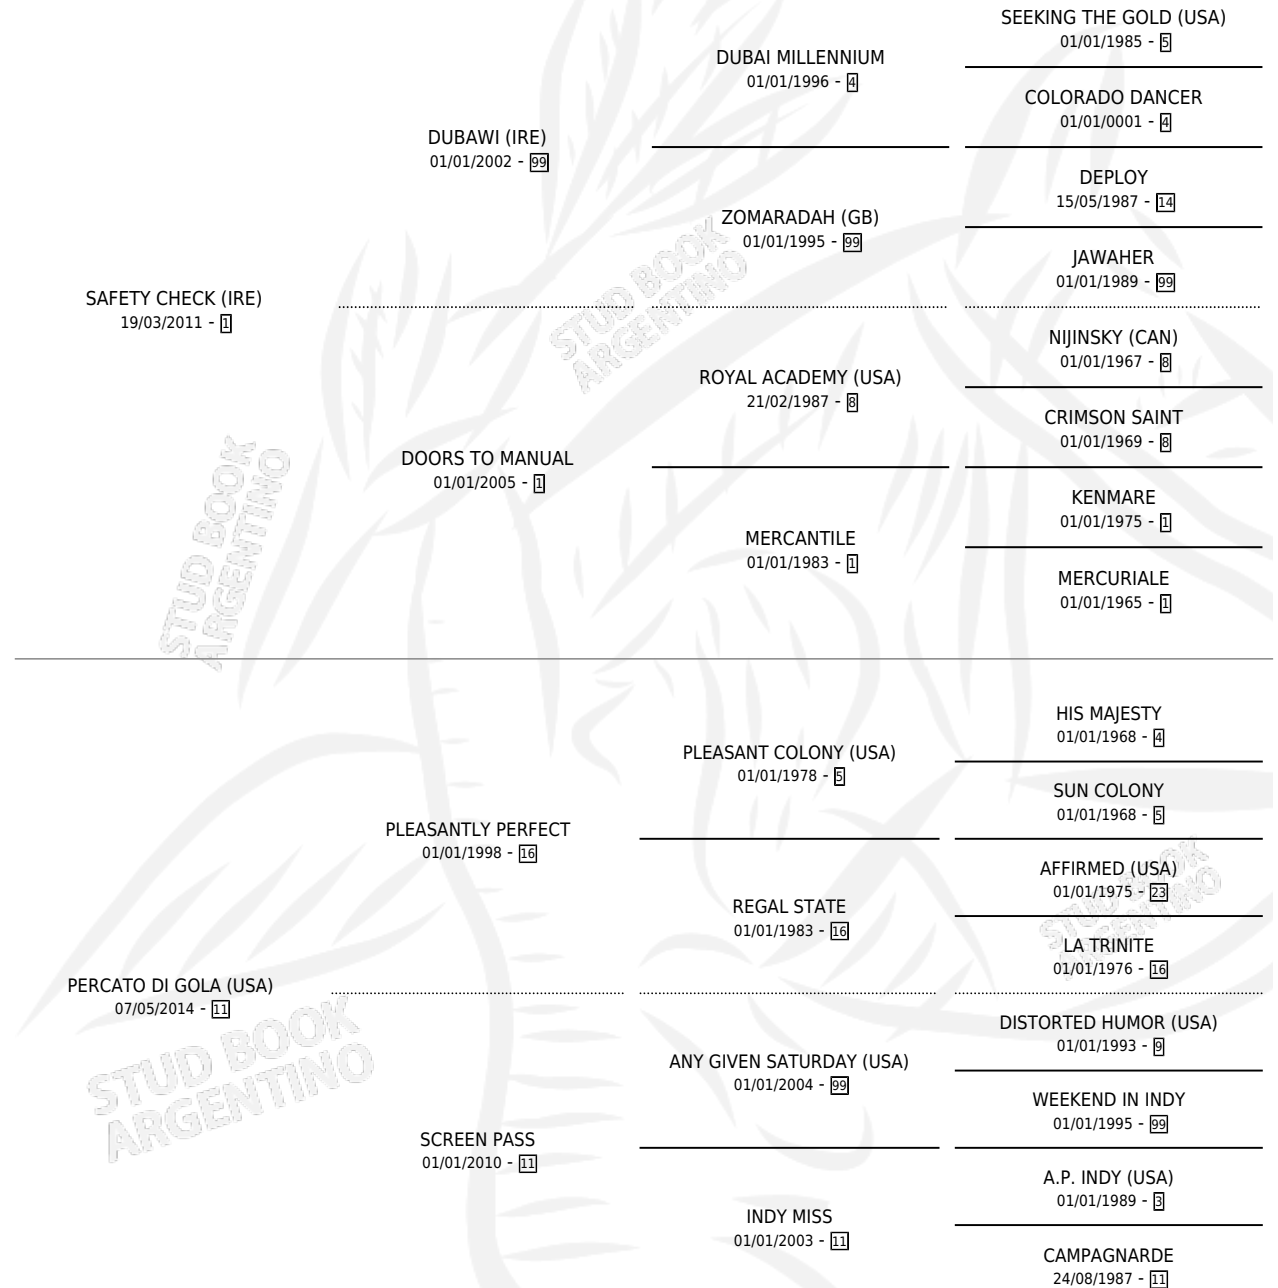 SEEKING THE GOLD (USA)
01/01/1985 - 5
DUBAI MILLENNIUM
01/01/1996 - 4
COLORADO DANCER
01/01/0001 - 4
DUBAWI (IRE)
01/01/2002 - 99
DEPLOY
15/05/1987 - 14
ZOMARADAH (GB)
01/01/1995 - 99
JAWAHER
01/01/1989 - 99
SAFETY CHECK (IRE)
19/03/2011 - 1
STUD BOOK
ARGENTINO
NIJINSKY (CAN)
01/01/1967 - 8
ROYAL ACADEMY (USA)
21/02/1987 - 8
CRIMSON SAINT
01/01/1969 - 8
DOORS TO MANUAL
01/01/2005 - 1
KENMARE
01/01/1975 - 1
MERCANTILE
01/01/1983 - 1
MERCURIALE
01/01/1965 - 1
STUD BOOK
ARGENTINO
HIS MAJESTY
01/01/1968 - 4
PLEASANT COLONY (USA)
01/01/1978 - 5
SUN COLONY
01/01/1968 - 5
PLEASANTLY PERFECT
01/01/1998 - 16
AFFIRMED (USA)
01/01/1975 - 23
REGAL STATE
01/01/1983 - 16
STUD BOOK
ARGENTINO
LA TRINITE
01/01/1976 - 16
PERCATO DI GOLA (USA)
07/05/2014 - 11
STUD BOOK
ARGENTINO
DISTORTED HUMOR (USA)
01/01/1993 - 9
ANY GIVEN SATURDAY (USA)
01/01/2004 - 99
WEEKEND IN INDY
01/01/1995 - 99
SCREEN PASS
01/01/2010 - 11
A.P. INDY (USA)
01/01/1989 - 3
INDY MISS
01/01/2003 - 11
CAMPAGNARDE
24/08/1987 - 11